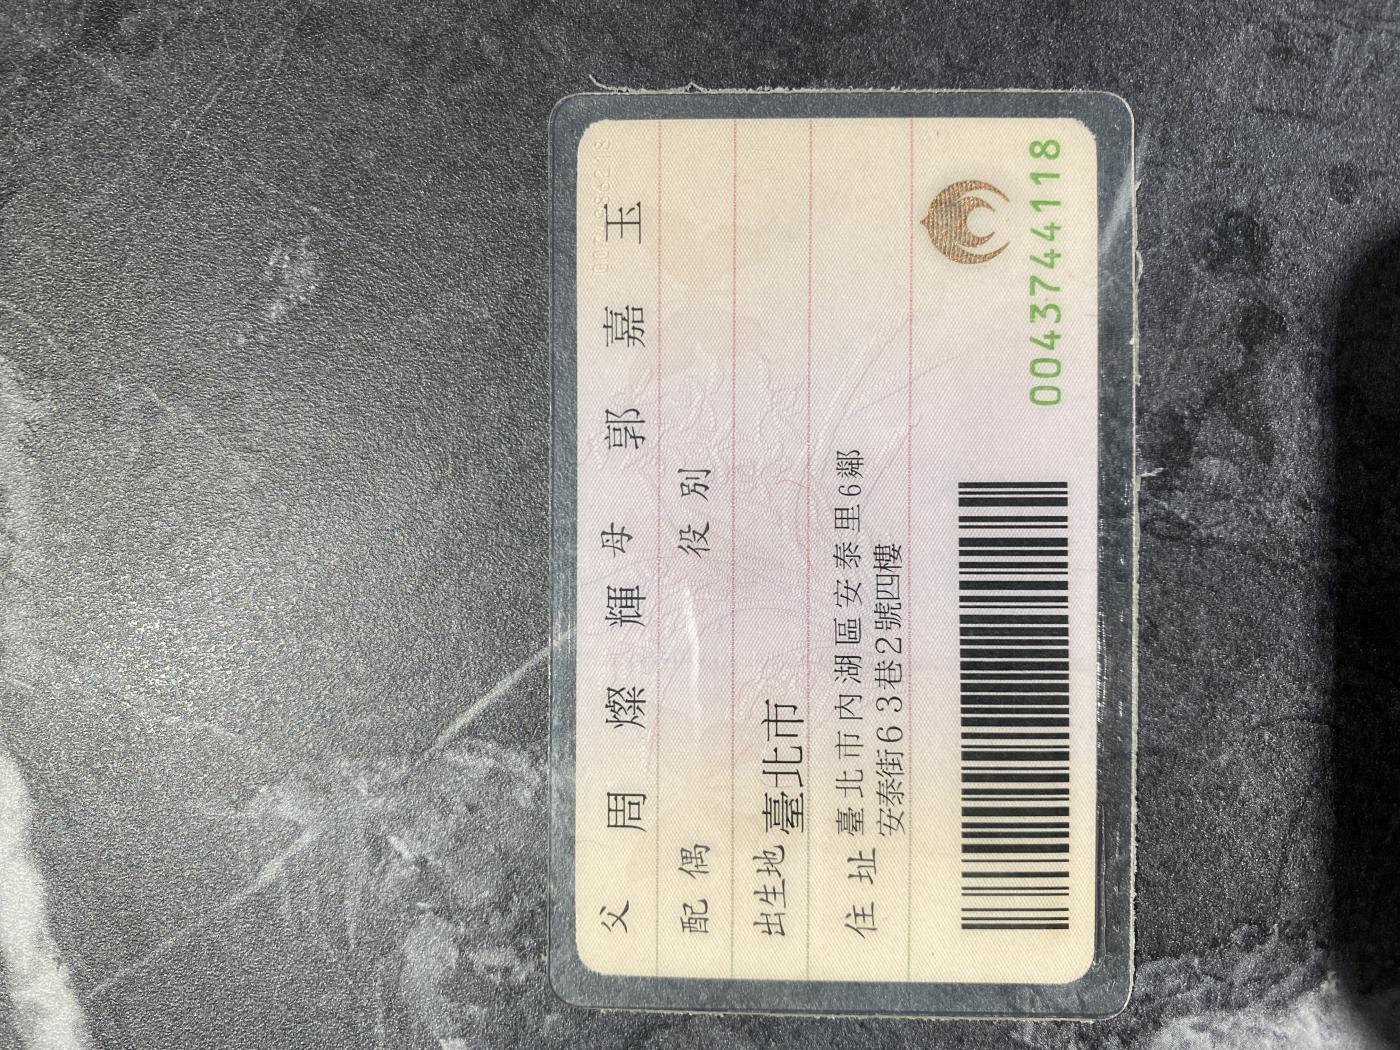 父 周燦輝 母 郭嘉玉
配偶 役別
出生地 臺北市
住址 臺北市內湖區安泰里6鄰
安泰街63巷2號四樓
0043744118